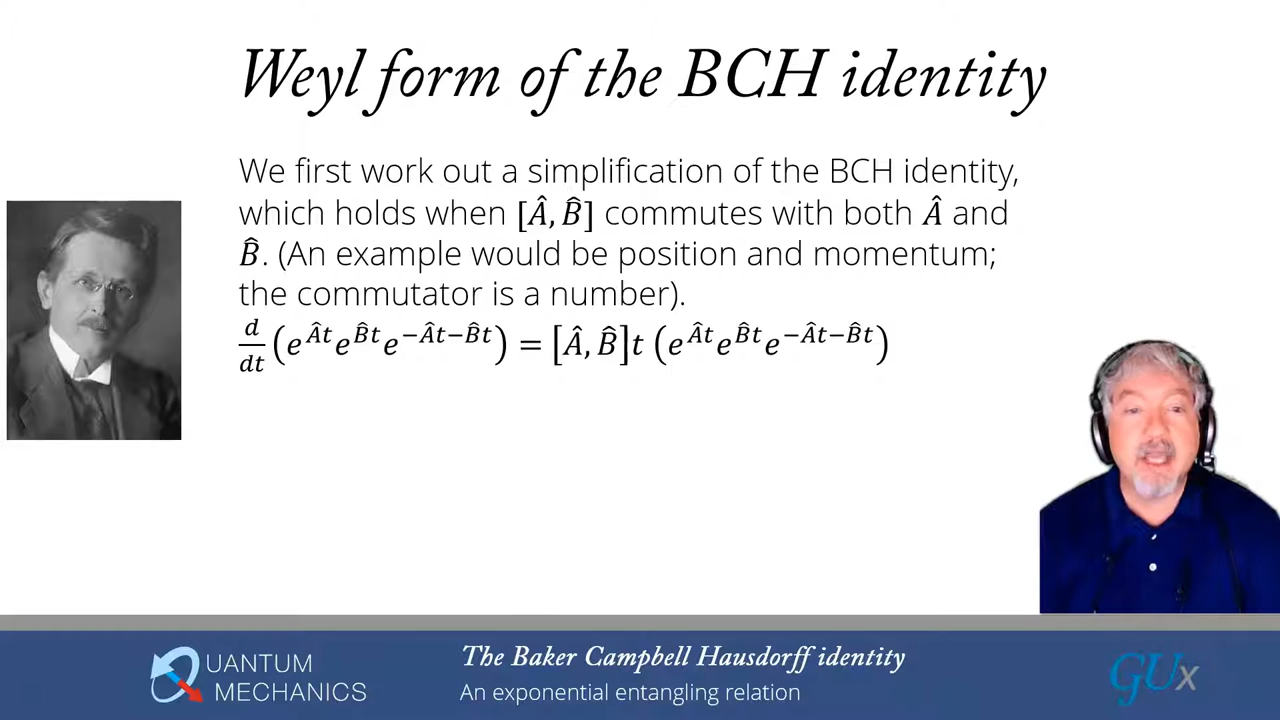 Weyl form of the BCH identity
We first work out a simplification of the BCH identity,
which holds when [Â, B̂] commutes with both Â and
B̂. (An example would be position and momentum;
the commutator is a number).
d/dt (e^{Ât} e^{B̂t} e^{−Ât−B̂t}) = [Â, B̂]t (e^{Ât} e^{B̂t} e^{−Ât−B̂t})
QUANTUM
MECHANICS
The Baker Campbell Hausdorff identity
An exponential entangling relation
GUx